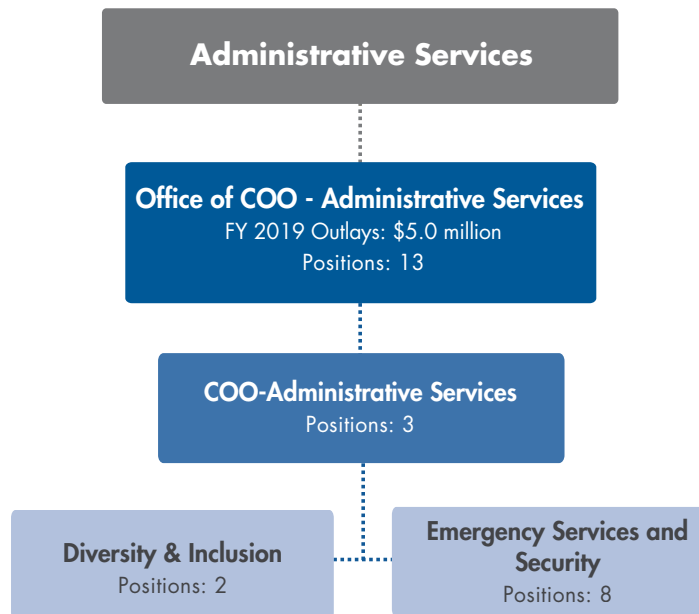 Administrative Services
Office of COO - Administrative Services
FY 2019 Outlays: $5.0 million
Positions: 13
COO-Administrative Services
Positions: 3
Diversity & Inclusion
Positions: 2
Emergency Services and
Security
Positions: 8